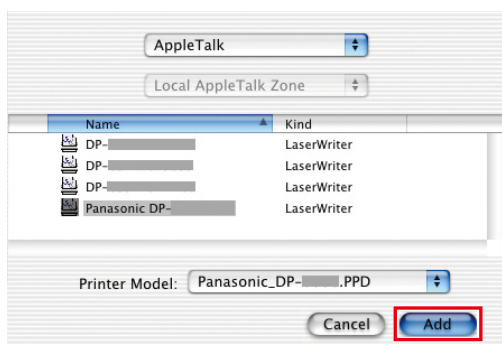 AppleTalk
Local AppleTalk Zone
Name Kind
DP- LaserWriter
DP- LaserWriter
DP- LaserWriter
Panasonic DP- LaserWriter
Printer Model: Panasonic_DP- .PPD
Cancel Add